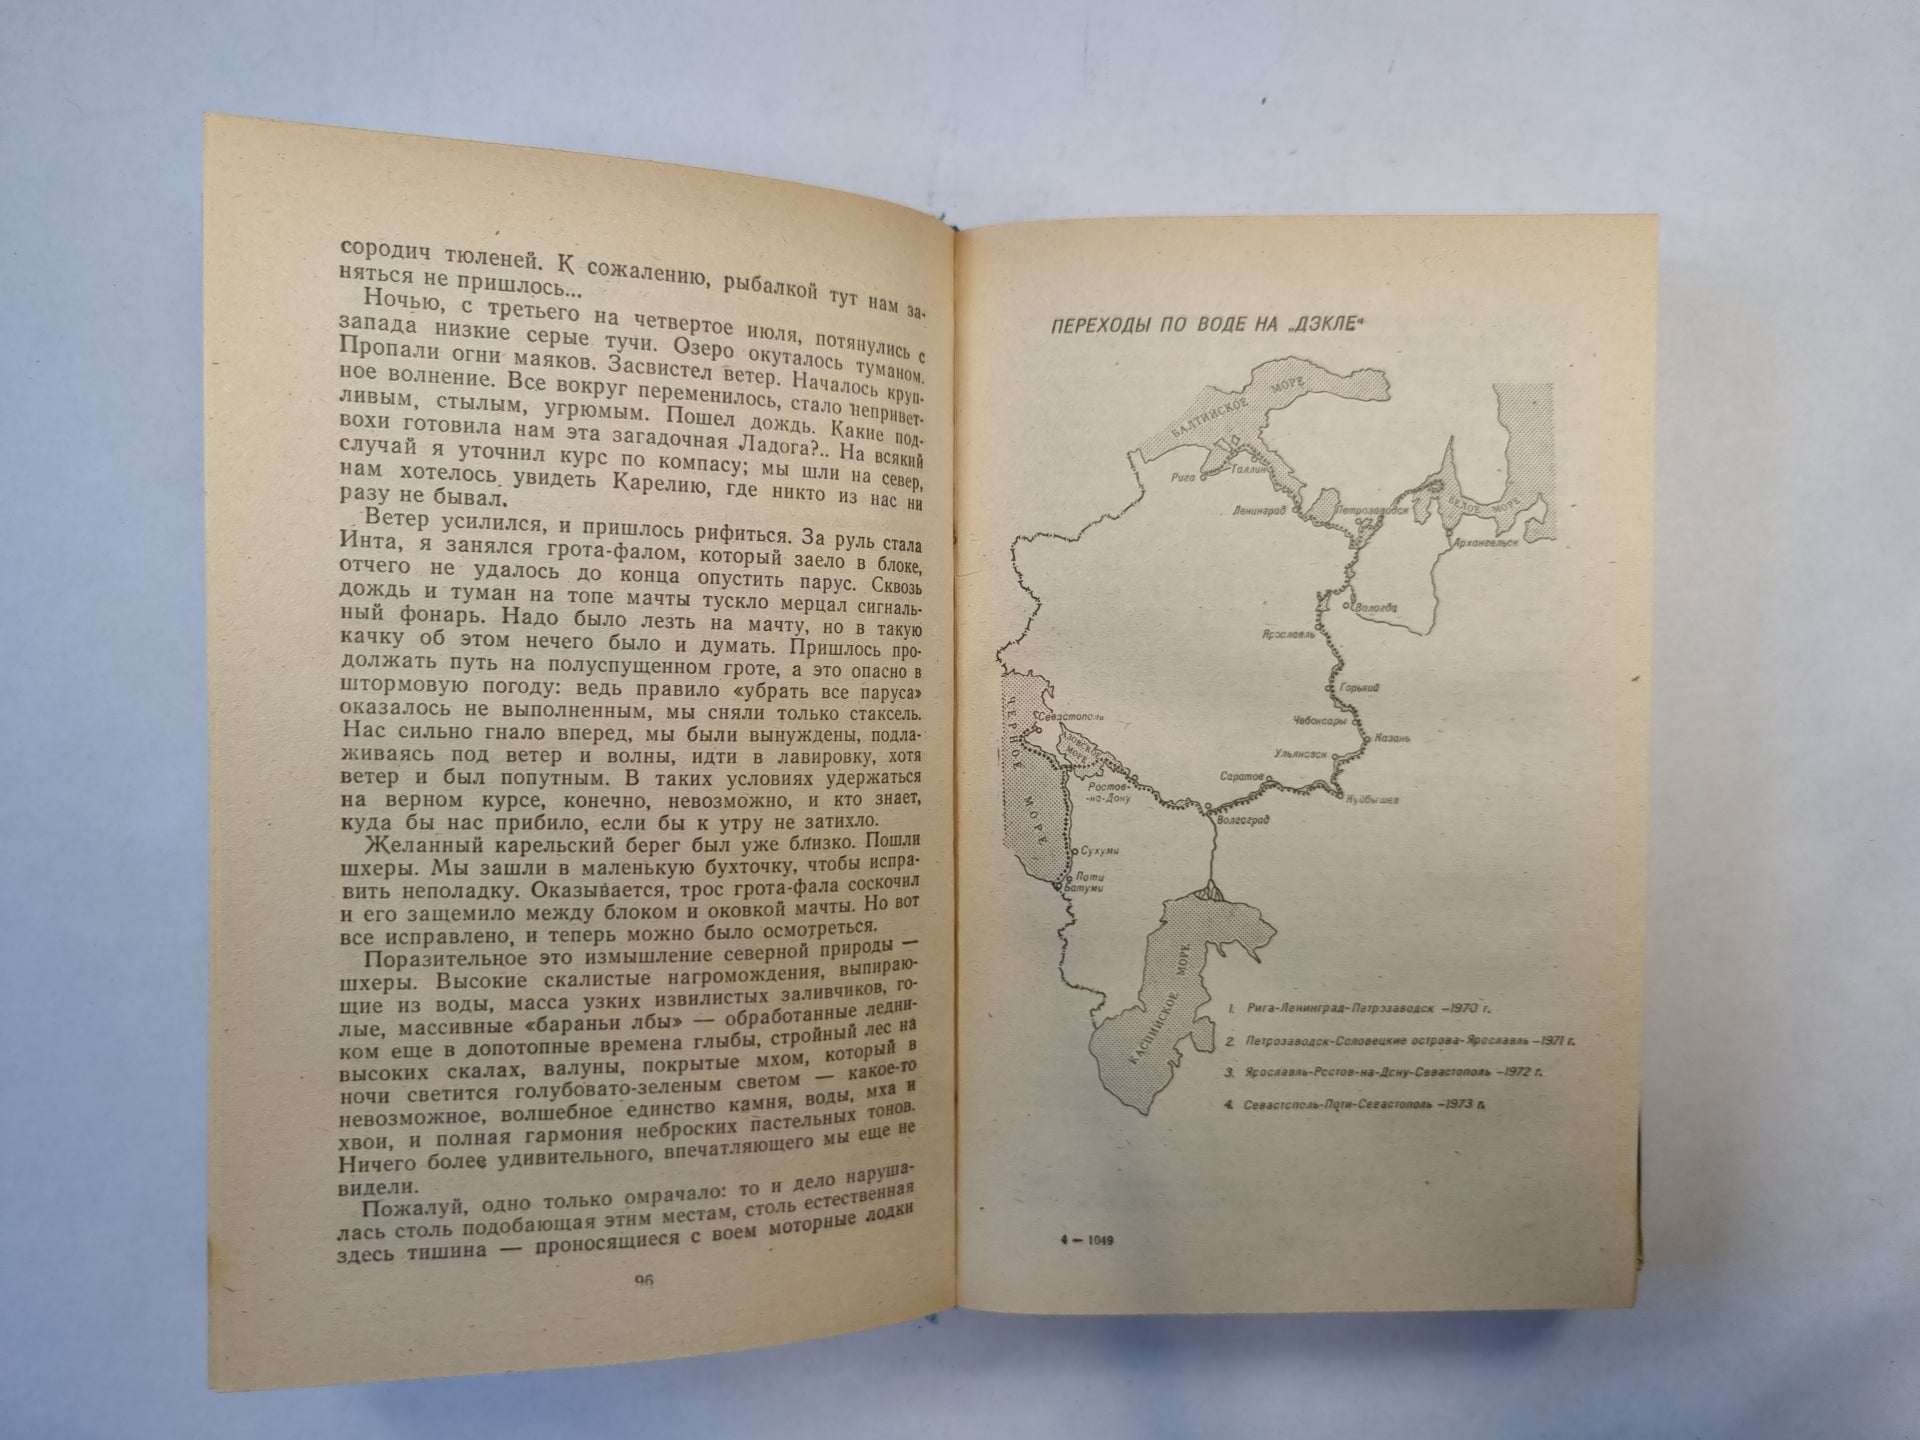 сородич тюленей. К сожалению, рыбалкой тут нам за-
няться не пришлось...
Ночью, с третьего на четвертое июля, потянулись с
запада низкие серые тучи. Озеро окуталось туманом.
Пропали огни маяков. Засвистел ветер. Началось круп-
ное волнение. Все вокруг переменилось, стало непривет-
ливым, стылым, угрюмым. Пошел дождь. Какие под-
вохи готовила нам эта загадочная Ладога?.. На всякий
случай я уточнил курс по компасу; мы шли на север,
нам хотелось увидеть Карелию, где никто из нас ни
разу не бывал.
Ветер усилился, и пришлось рифиться. За руль стала
Инта, я занялся грота-фалом, который заело в блоке,
отчего не удалось до конца опустить парус. Сквозь
дождь и туман на топе мачты тускло мерцал сигналь-
ный фонарь. Надо было лезть на мачту, но в такую
качку об этом нечего было и думать. Пришлось про-
должать путь на полуспущенном гроте, а это опасно в
штормовую погоду: ведь правило «убрать все паруса»
оказалось не выполненным, мы сняли только стаксель.
Нас сильно гнало вперед, мы были вынуждены, подла-
живаясь под ветер и волны, идти в лавировку, хотя
ветер и был попутным. В таких условиях удержаться
на верном курсе, конечно, невозможно, и кто знает,
куда бы нас прибило, если бы к утру не затихло.
Желанный карельский берег был уже близко. Пошли
шхеры. Мы зашли в маленькую бухточку, чтобы испра-
вить неполадку. Оказывается, трос грота-фала соскочил
и его защемило между блоком и оковкой мачты. Но вот
все исправлено, и теперь можно было осмотреться.
Поразительное это измышление северной природы —
шхеры. Высокие скалистые нагромождения, выпираю-
щие из воды, масса узких извилистых заливчиков, го-
лые, массивные «бараньи лбы» — обработанные ледни-
ком еще в допотопные времена глыбы, стройный лес на
высоких скалах, валуны, покрытые мхом, который в
ночи светится голубовато-зеленым светом — какое-то
невозможное, волшебное единство камня, воды, мха и
хвои, и полная гармония неброских пастельных тонов.
Ничего более удивительного, впечатляющего мы еще не
видели.
Пожалуй, одно только омрачало: то и дело наруша-
лась столь подобающая этим местам, столь естественная
здесь тишина — проносящиеся с воем моторные лодки
96
ПЕРЕХОДЫ ПО ВОДЕ НА „ДЭКЛЕ“
БАЛТИЙСКОЕ МОРЕ
Рига
Таллин
Ленинград
Петрозаводск
БЕЛОЕ МОРЕ
Архангельск
Вологда
Ярославль
Горький
Чебоксары
Казань
Ульяновск
Саратов
Куйбышев
Волгоград
ЧЕРНОЕ МОРЕ
Севастополь
АЗОВСКОЕ МОРЕ
Ростов-
-на-Дону
Сухуми
Поти
Батуми
КАСПИЙСКОЕ МОРЕ
1. Рига-Ленинград-Петрозаводск -1970 г.
2. Петрозаводск-Соловецкие острова-Ярославль -1971 г.
3. Ярославль-Ростов-на-Дону-Севастополь -1972 г.
4. Севастополь-Поти-Севастополь -1973 г.
4 — 1049